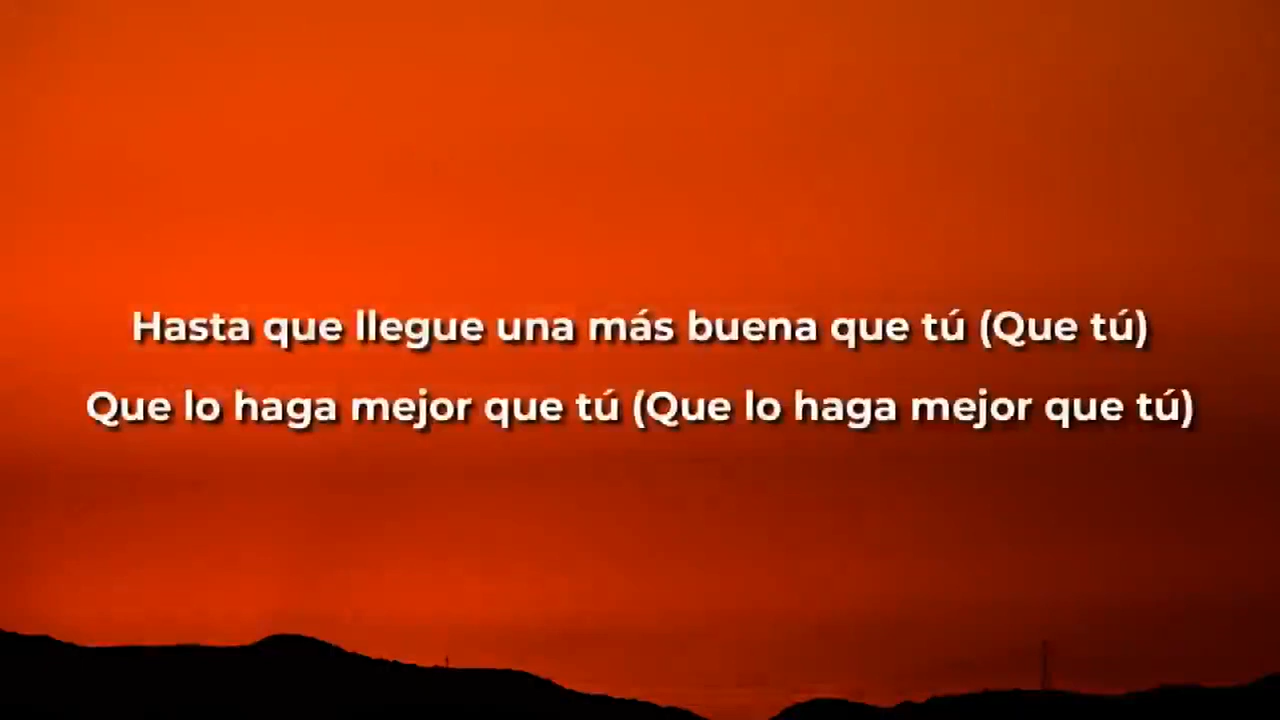 Hasta que llegue una más buena que tú (Que tú)
Que lo haga mejor que tú (Que lo haga mejor que tú)